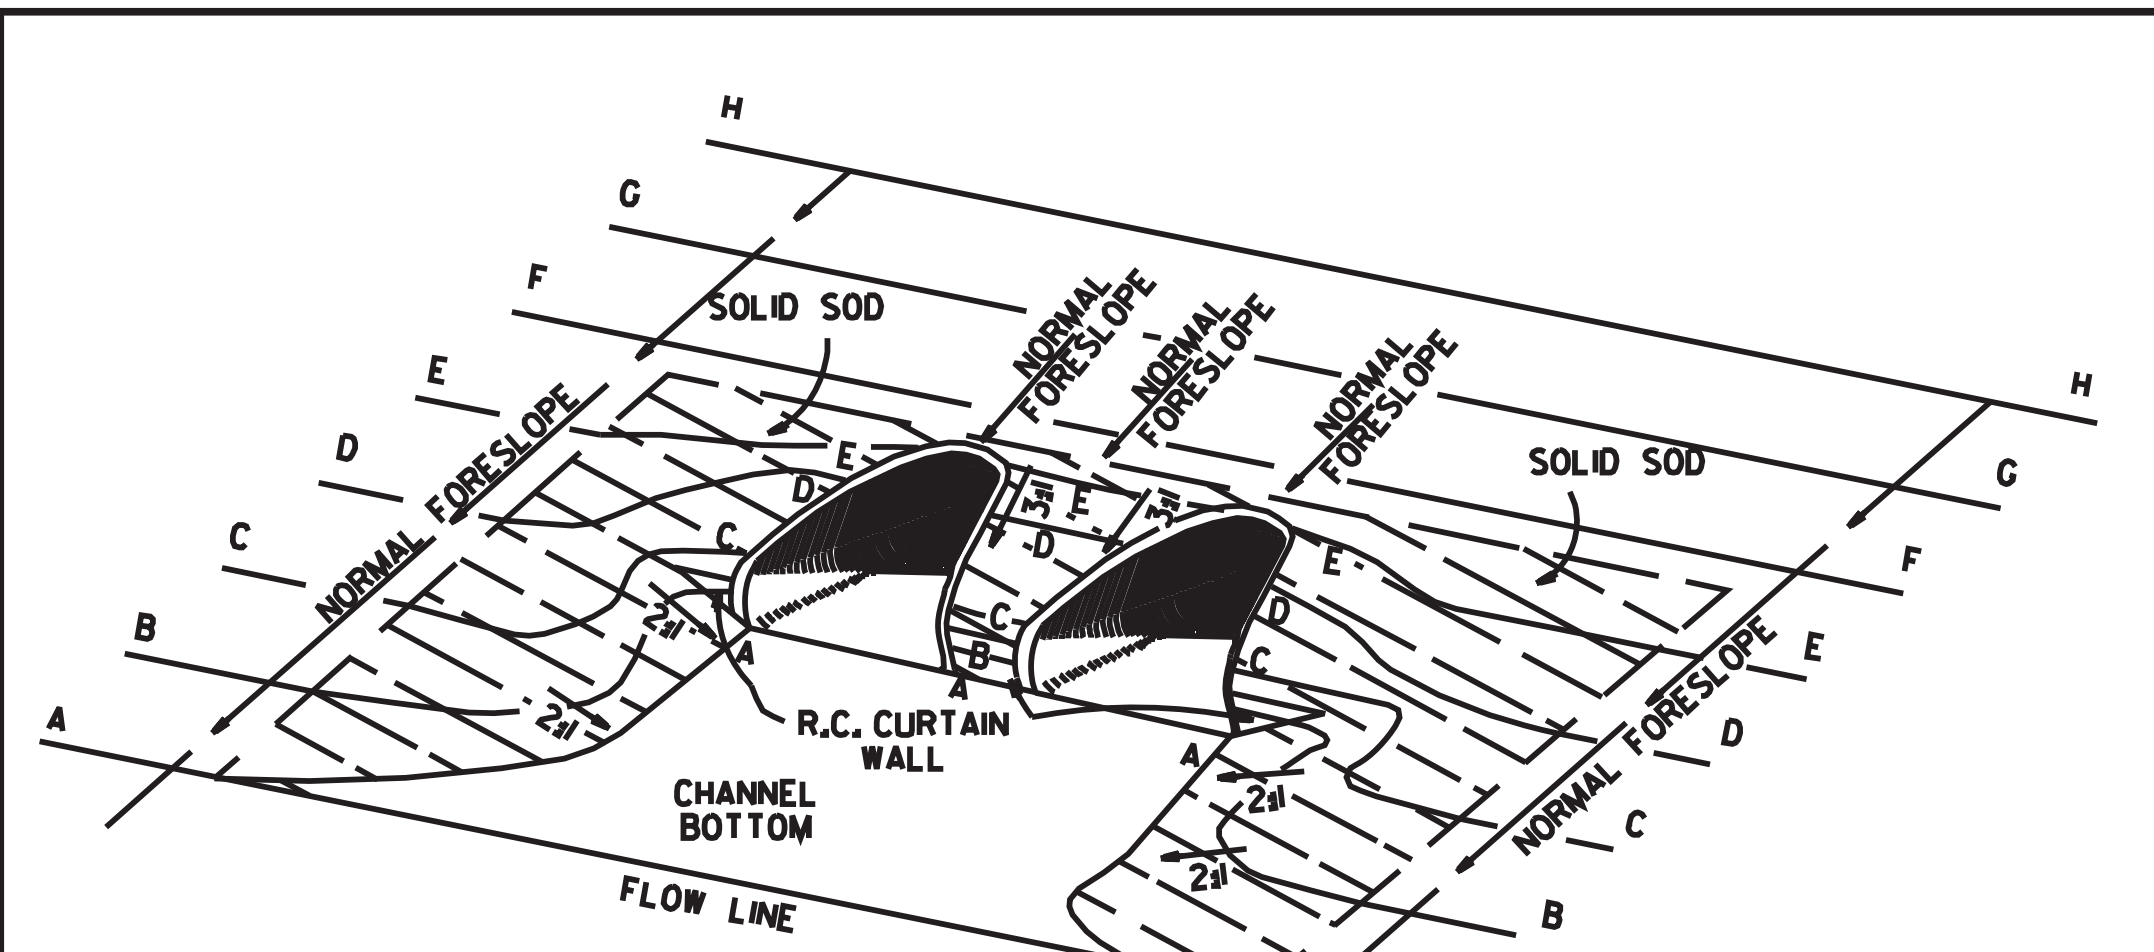 H
G
F
SOLID SOD
NORMAL
FORESLOPE
NORMAL
FORESLOPE
NORMAL
FORESLOPE
E
H
NORMAL FORESLOPE
D
E
SOLID SOD
G
D
3:1
E
3:1
C
C
D
E
F
B
2:1
C
D
NORMAL FORESLOPE
E
A
B
C
A
2:1
A
R.C. CURTAIN
WALL
A
D
CHANNEL
BOTTOM
2:1
C
2:1
FLOW LINE
B